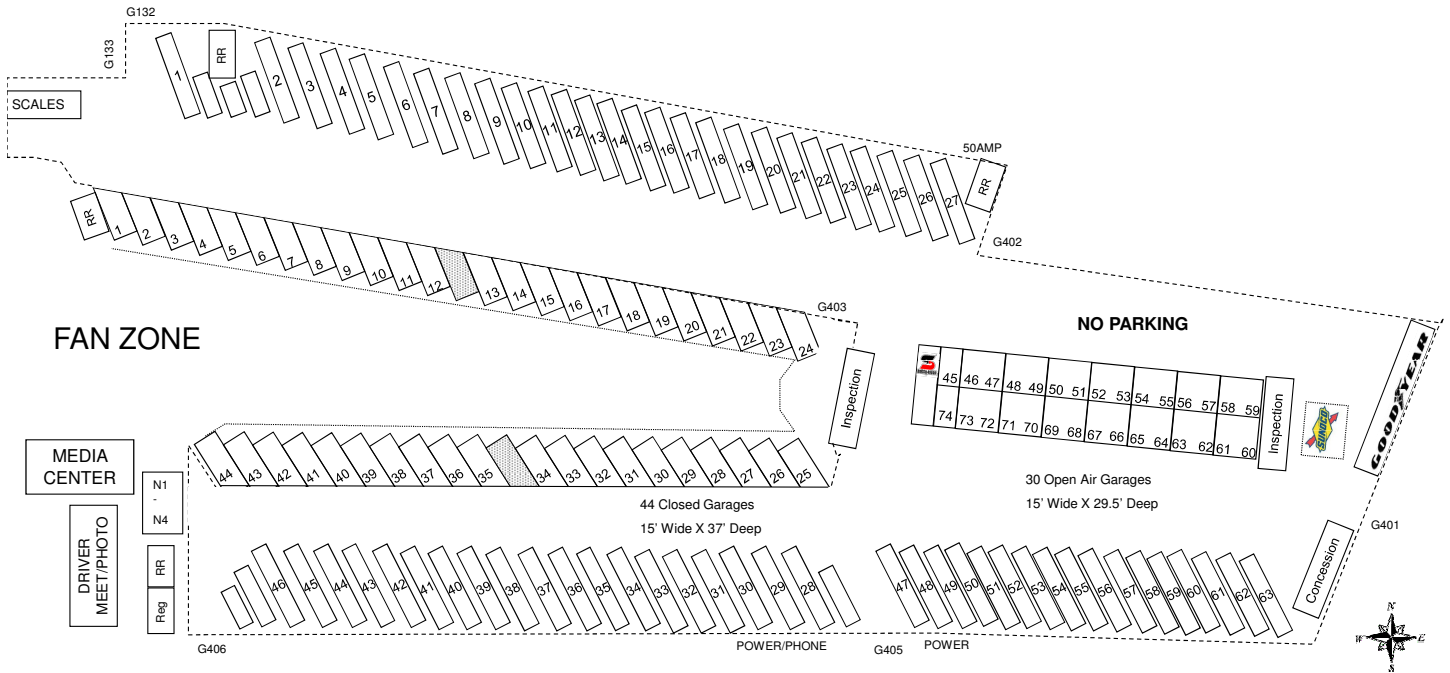 G132
G133
RR
SCALES
1
2
3
4
5
6
7
8
9
10
11
12
13
14
15
16
17
18
19
20
21
22
23
24
25
26
27
50AMP
RR
G402
RR
1
2
3
4
5
6
7
8
9
10
11
12
13
14
15
16
17
18
19
20
21
22
23
24
G403
FAN ZONE
NO PARKING
Inspection
45 46 47 48 49 50 51 52 53 54 55 56 57 58 59
74 73 72 71 70 69 68 67 66 65 64 63 62 61 60
Inspection
SUNOCO
GOODYEAR
MEDIA
CENTER
N1
-
N4
44 43 42 41 40 39 38 37 36 35 34 33 32 31 30 29 28 27 26 25
44 Closed Garages
15' Wide X 37' Deep
30 Open Air Garages
15' Wide X 29.5' Deep
G401
DRIVER
MEET/PHOTO
RR
Reg
46 45 44 43 42 41 40 39 38 37 36 35 34 33 32 31 30 29 28
47 48 49 50 51 52 53 54 55 56 57 58 59 60 61 62 63
Concession
G406
POWER/PHONE
G405
POWER
N
W
E
S